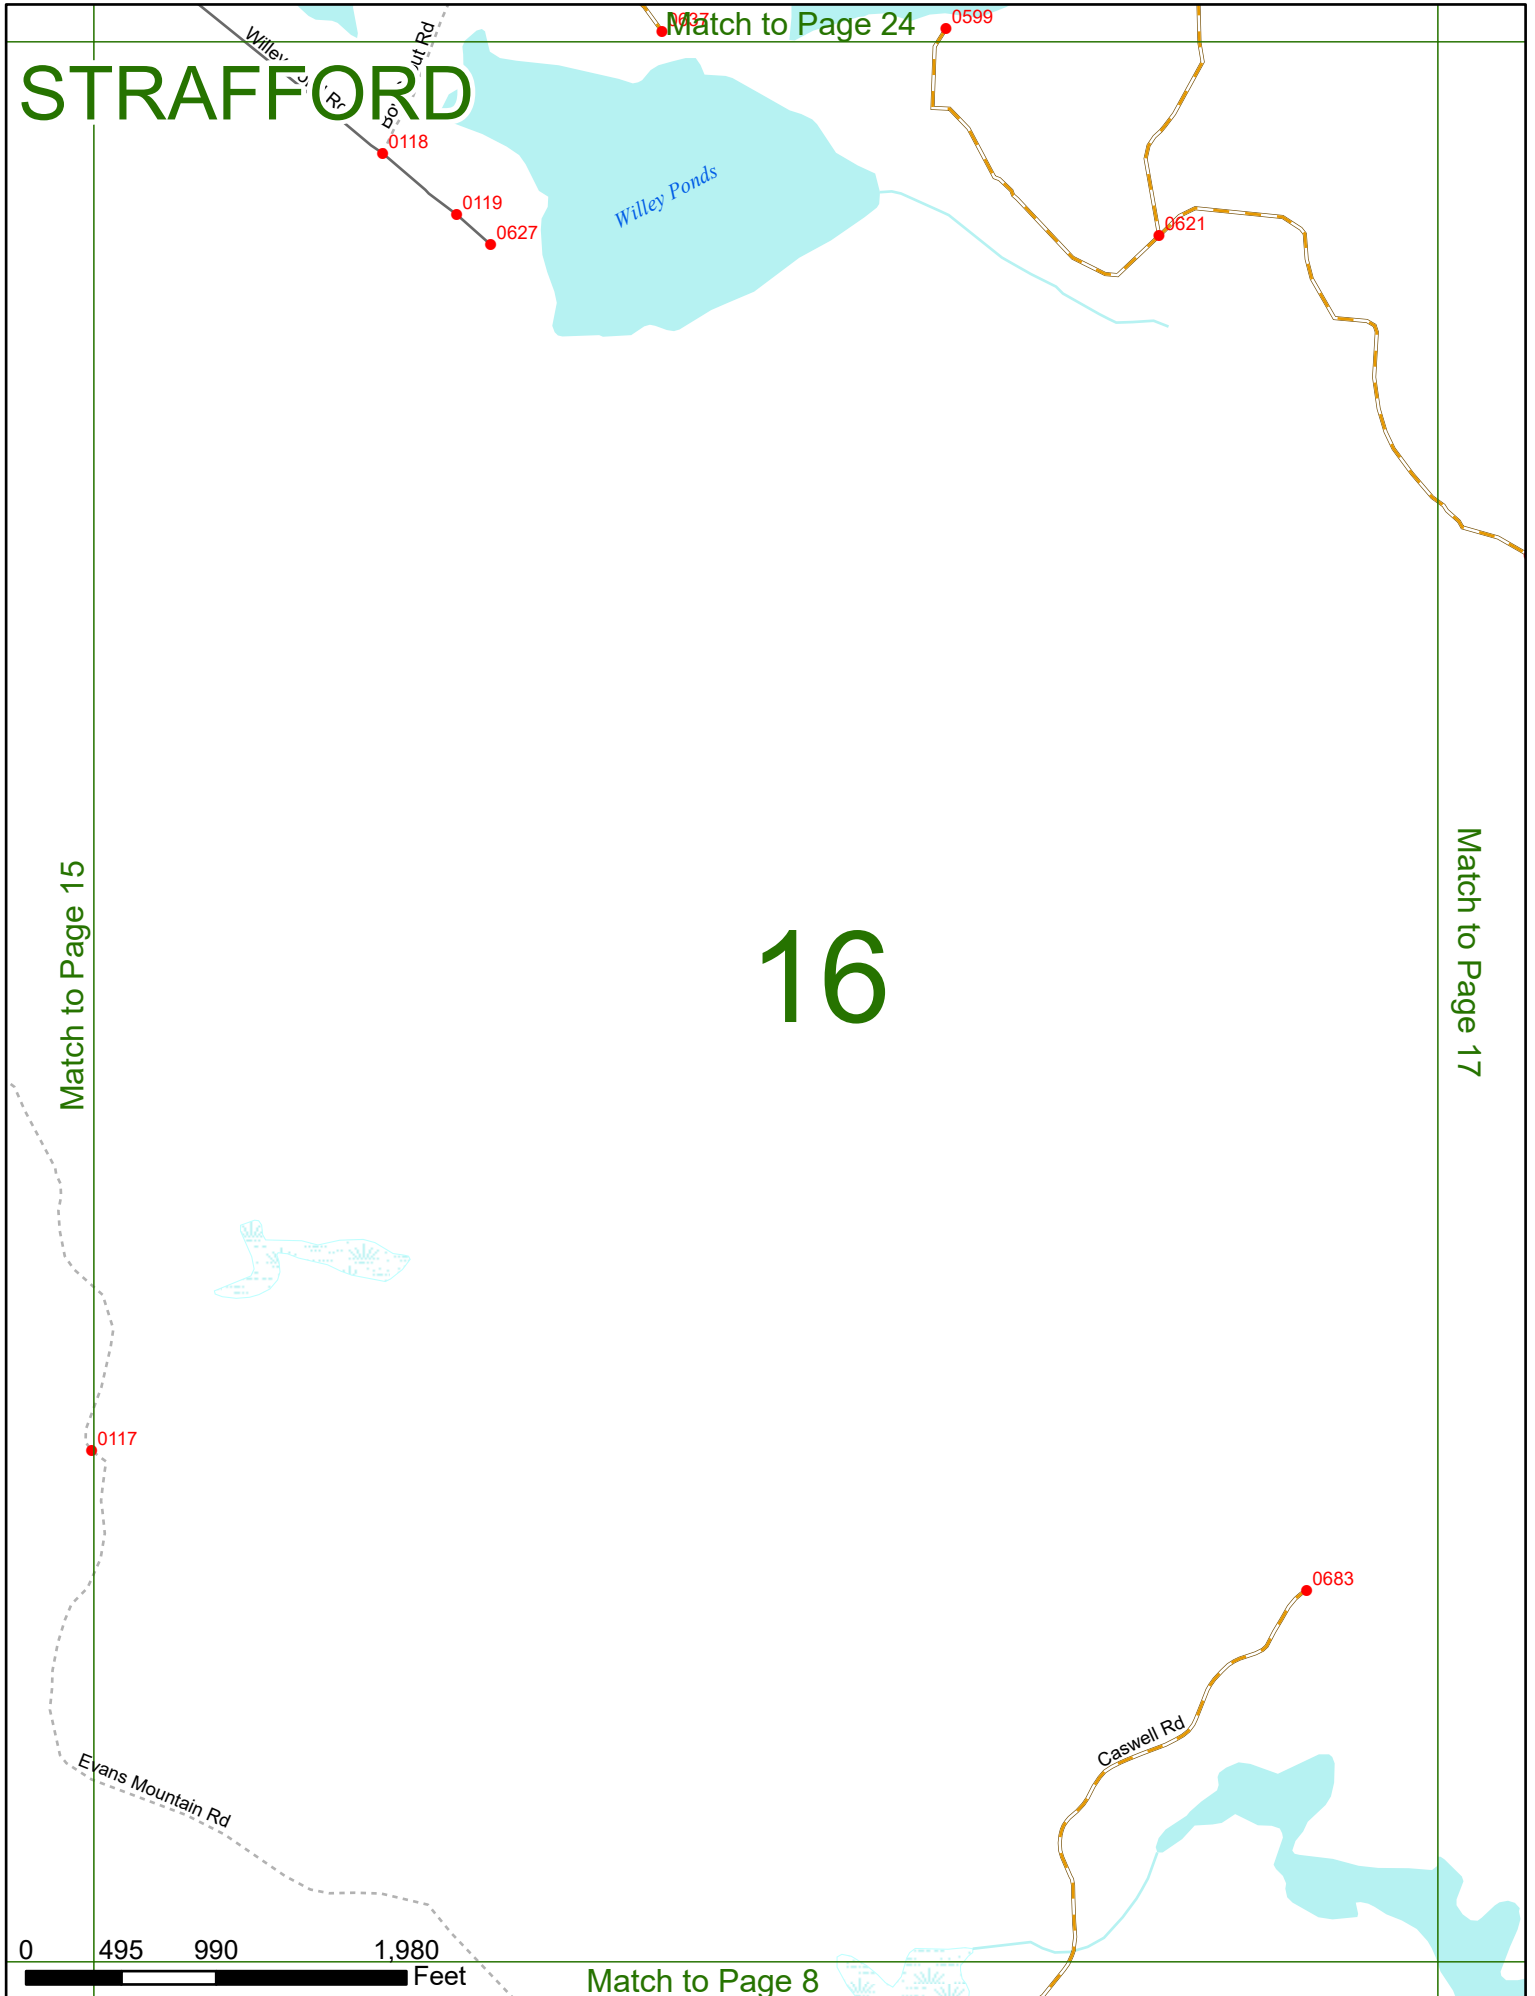 0637
Match to Page 24
0599
STRAFFORD
Rd
0118
0119
0627
Willey Ponds
0621
Match to Page 15
16
Match to Page 17
0117
0683
Caswell Rd
Evans Mountain Rd
0 495 990 1,980
Feet
Match to Page 8